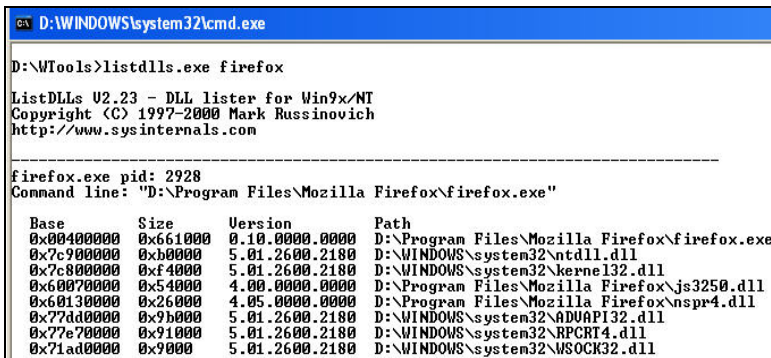 D:\WINDOWS\system32\cmd.exe
D:\WTools>listdlls.exe firefox
ListDLLs V2.23 - DLL lister for Win9x/NT
Copyright (C) 1997-2000 Mark Russinovich
http://www.sysinternals.com
------------------------------------------------------------------------------
firefox.exe pid: 2928
Command line: "D:\Program Files\Mozilla Firefox\firefox.exe"
Base Size Version Path
0x00400000 0x661000 0.10.0000.0000 D:\Program Files\Mozilla Firefox\firefox.exe
0x7c900000 0xb0000 5.01.2600.2180 D:\WINDOWS\system32\ntdll.dll
0x7c800000 0xf4000 5.01.2600.2180 D:\WINDOWS\system32\kernel32.dll
0x60070000 0x54000 4.00.0000.0000 D:\Program Files\Mozilla Firefox\js3250.dll
0x60130000 0x26000 4.05.0000.0000 D:\Program Files\Mozilla Firefox\nspr4.dll
0x77dd0000 0x9b000 5.01.2600.2180 D:\WINDOWS\system32\ADVAPI32.dll
0x77e70000 0x91000 5.01.2600.2180 D:\WINDOWS\system32\RPCRT4.dll
0x71ad0000 0x9000 5.01.2600.2180 D:\WINDOWS\system32\WSOCK32.dll